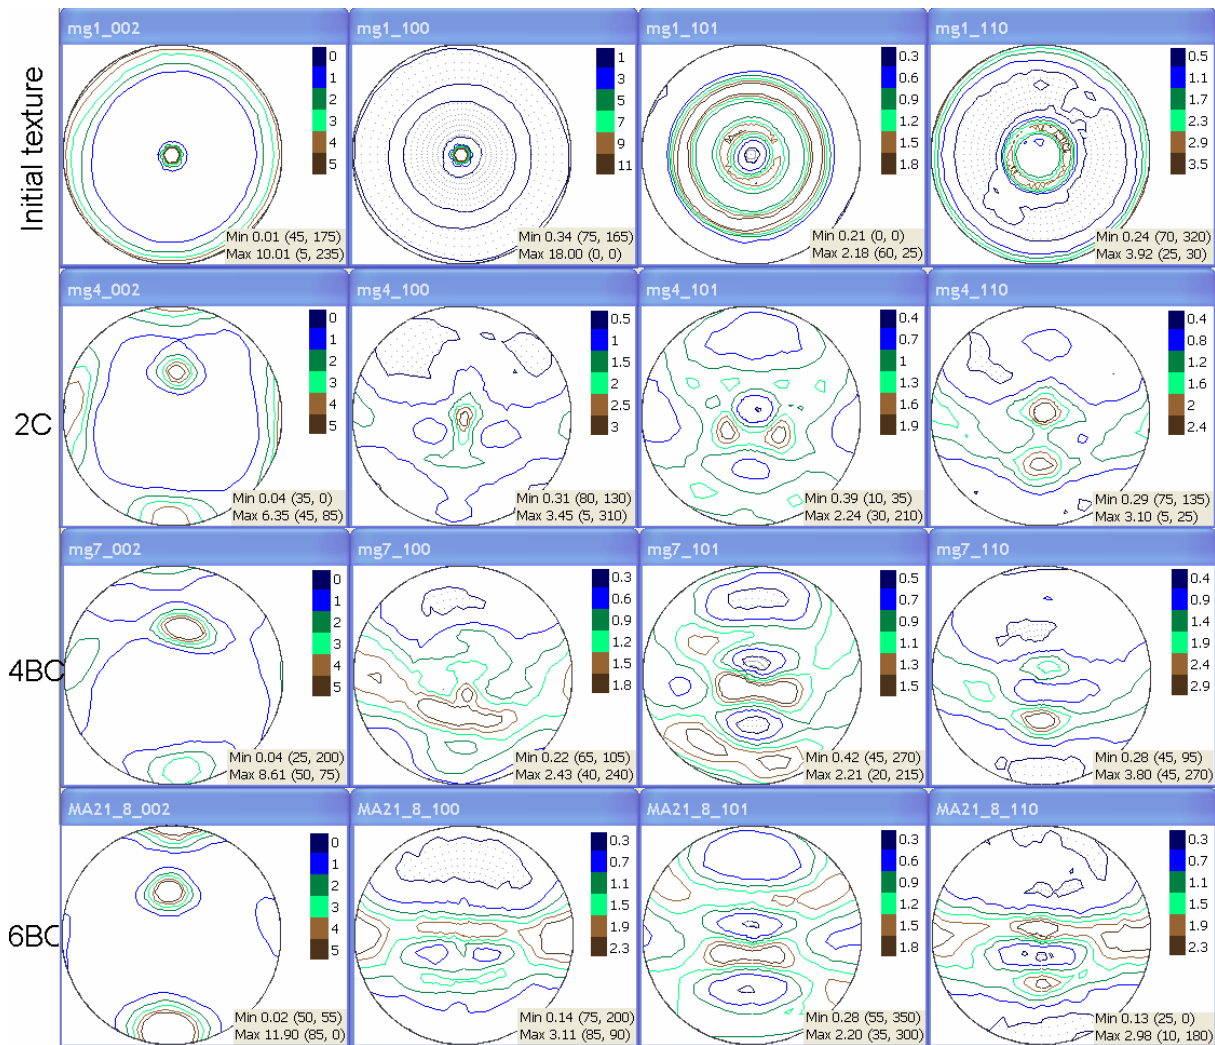 Initial texture
mg1_002
0
1
2
3
4
5
Min 0.01 (45, 175)
Max 10.01 (5, 235)
mg1_100
1
3
5
7
9
11
Min 0.34 (75, 165)
Max 18.00 (0, 0)
mg1_101
0.3
0.6
0.9
1.2
1.5
1.8
Min 0.21 (0, 0)
Max 2.18 (60, 25)
mg1_110
0.5
1.1
1.7
2.3
2.9
3.5
Min 0.24 (70, 320)
Max 3.92 (25, 30)
2C
mg4_002
0
1
2
3
4
5
Min 0.04 (35, 0)
Max 6.35 (45, 85)
mg4_100
0.5
1
1.5
2
2.5
3
Min 0.31 (80, 130)
Max 3.45 (5, 310)
mg4_101
0.4
0.7
1
1.3
1.6
1.9
Min 0.39 (10, 35)
Max 2.24 (30, 210)
mg4_110
0.4
0.8
1.2
1.6
2
2.4
Min 0.29 (75, 135)
Max 3.10 (5, 25)
4BC
mg7_002
0
1
2
3
4
5
Min 0.04 (25, 200)
Max 8.61 (50, 75)
mg7_100
0.3
0.6
0.9
1.2
1.5
1.8
Min 0.22 (65, 105)
Max 2.43 (40, 240)
mg7_101
0.5
0.7
0.9
1.1
1.3
1.5
Min 0.42 (45, 270)
Max 2.21 (20, 215)
mg7_110
0.4
0.9
1.4
1.9
2.4
2.9
Min 0.28 (45, 95)
Max 3.80 (45, 270)
6BC
MA21_8_002
0
1
2
3
4
5
Min 0.02 (50, 55)
Max 11.90 (85, 0)
MA21_8_100
0.3
0.7
1.1
1.5
1.9
2.3
Min 0.14 (75, 200)
Max 3.11 (85, 90)
MA21_8_101
0.3
0.6
0.9
1.2
1.5
1.8
Min 0.28 (55, 350)
Max 2.20 (35, 300)
MA21_8_110
0.3
0.7
1.1
1.5
1.9
2.3
Min 0.13 (25, 0)
Max 2.98 (10, 180)